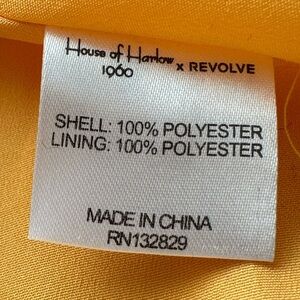 House of Harlow x REVOLVE
1960
SHELL: 100% POLYESTER
LINING: 100% POLYESTER
MADE IN CHINA
RN132829